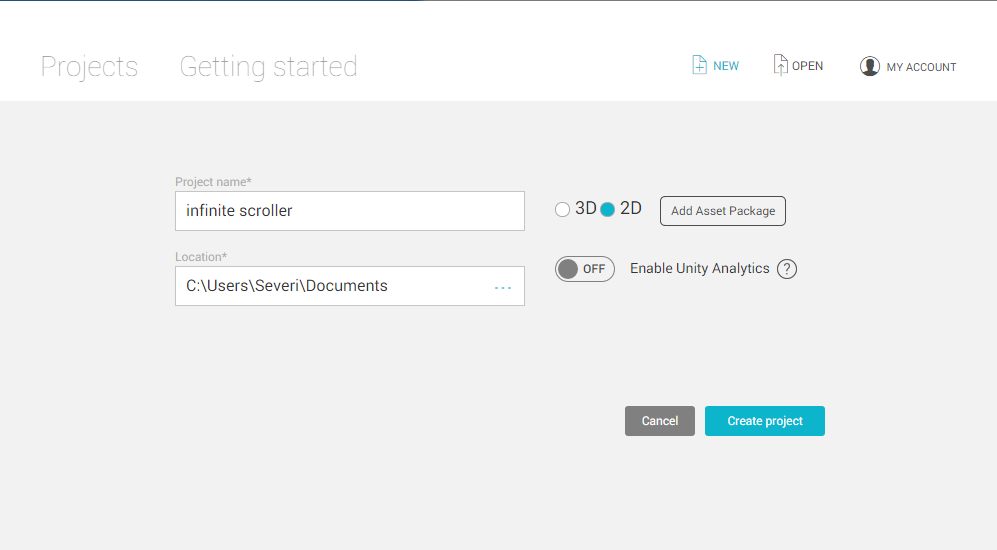 Projects Getting started NEW OPEN MY ACCOUNT
Project name*
infinite scroller
3D 2D Add Asset Package
Location*
C:\Users\Severi\Documents ...
OFF Enable Unity Analytics ?
Cancel Create project